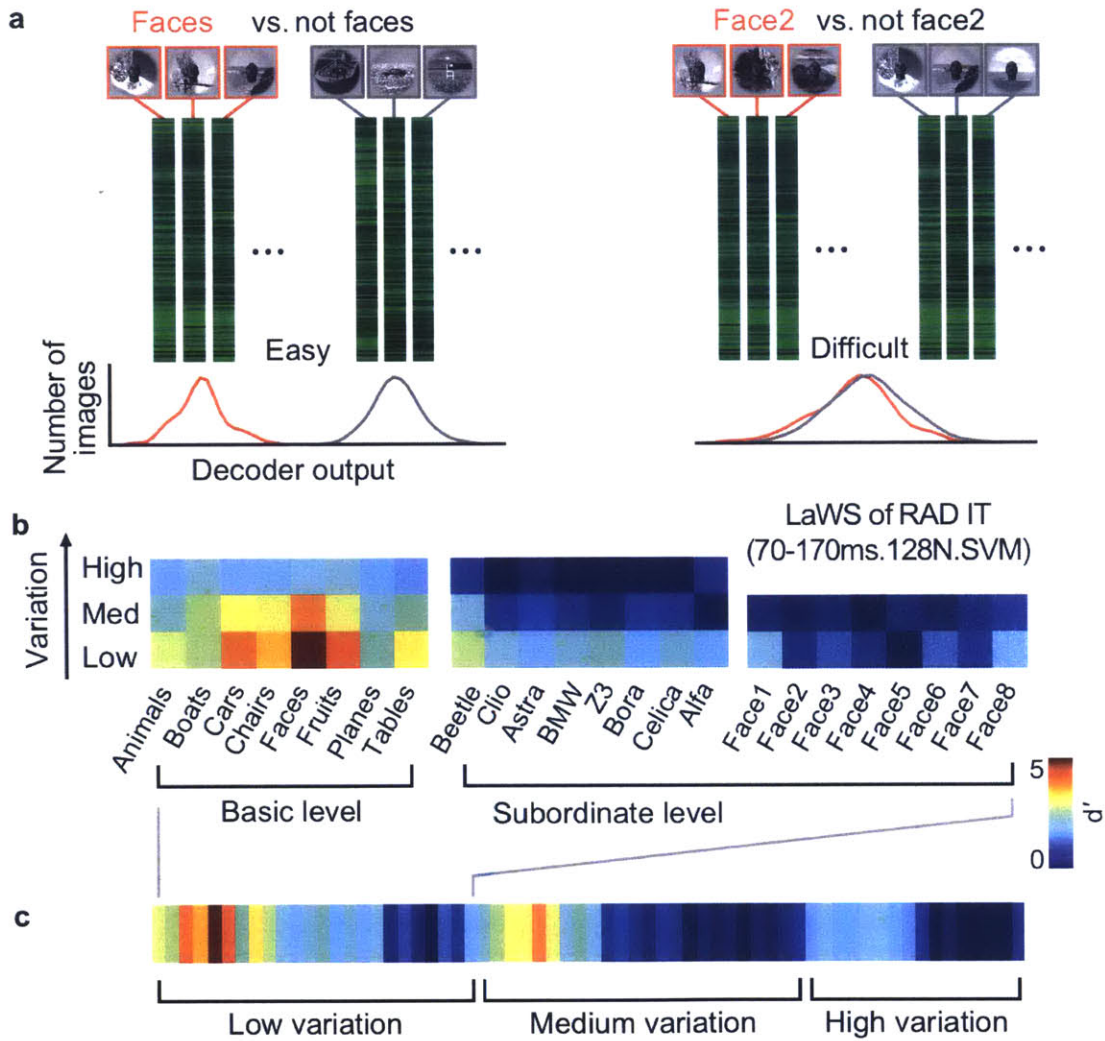 a
Faces vs. not faces
Face2 vs. not face2
...
...
...
...
Easy
Difficult
Number of
images
Decoder output
b
LaWS of RAD IT
(70-170ms.128N.SVM)
Variation
High
Med
Low
Animals
Boats
Cars
Chairs
Faces
Fruits
Planes
Tables
Beetle
Clio
Astra
BMW
Z3
Bora
Celica
Alfa
Face1
Face2
Face3
Face4
Face5
Face6
Face7
Face8
Basic level
Subordinate level
5
0
d'
c
Low variation
Medium variation
High variation